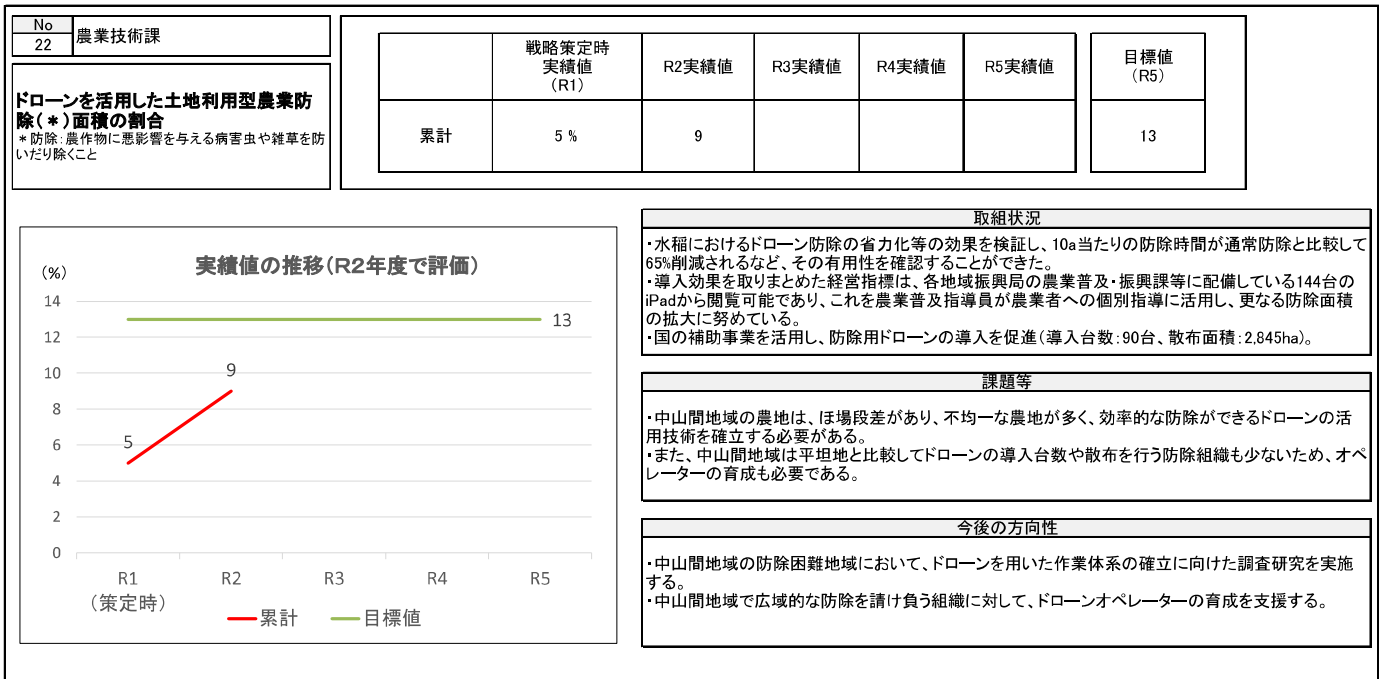 No
22
農業技術課
ドローンを活用した土地利用型農業防
除(＊)面積の割合
＊防除:農作物に悪影響を与える病害虫や雑草を防
いだり除くこと
戦略策定時
実績値
(R1)
R2実績値
R3実績値
R4実績値
R5実績値
目標値
(R5)
累計
5 %
9
13
実績値の推移(R2年度で評価)
(%)
14
12
10
8
6
4
2
0
13
9
5
R1
(策定時)
R2
R3
R4
R5
累計
目標値
取組状況
・水稲におけるドローン防除の省力化等の効果を検証し、10a当たりの防除時間が通常防除と比較して
65%削減されるなど、その有用性を確認することができた。
・導入効果を取りまとめた経営指標は、各地域振興局の農業普及・振興課等に配備している144台の
iPadから閲覧可能であり、これを農業普及指導員が農業者への個別指導に活用し、更なる防除面積
の拡大に努めている。
・国の補助事業を活用し、防除用ドローンの導入を促進(導入台数:90台、散布面積:2,845ha)。
課題等
・中山間地域の農地は、ほ場段差があり、不均一な農地が多く、効率的な防除ができるドローンの活
用技術を確立する必要がある。
・また、中山間地域は平坦地と比較してドローンの導入台数や散布を行う防除組織も少ないため、オペ
レーターの育成も必要である。
今後の方向性
・中山間地域の防除困難地域において、ドローンを用いた作業体系の確立に向けた調査研究を実施
する。
・中山間地域で広域的な防除を請け負う組織に対して、ドローンオペレーターの育成を支援する。